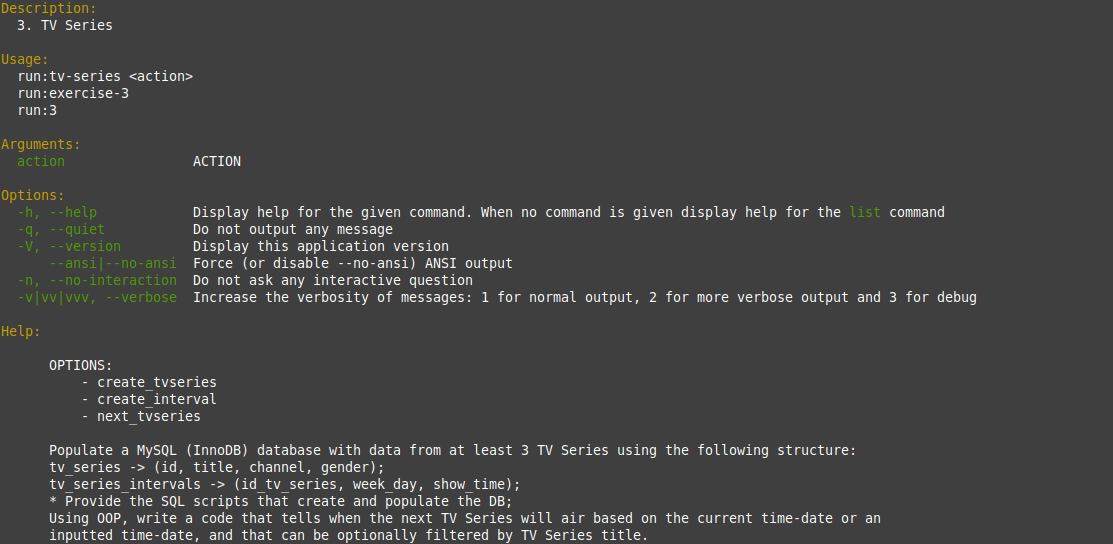 Description:
3. TV Series
Usage:
run:tv-series <action>
run:exercise-3
run:3
Arguments:
action ACTION
Options:
-h, --help Display help for the given command. When no command is given display help for the list command
-q, --quiet Do not output any message
-V, --version Display this application version
--ansi|--no-ansi Force (or disable --no-ansi) ANSI output
-n, --no-interaction Do not ask any interactive question
-v|vv|vvv, --verbose Increase the verbosity of messages: 1 for normal output, 2 for more verbose output and 3 for debug
Help:
OPTIONS:
- create_tvseries
- create_interval
- next_tvseries
Populate a MySQL (InnoDB) database with data from at least 3 TV Series using the following structure:
tv_series -> (id, title, channel, gender);
tv_series_intervals -> (id_tv_series, week_day, show_time);
* Provide the SQL scripts that create and populate the DB;
Using OOP, write a code that tells when the next TV Series will air based on the current time-date or an
inputted time-date, and that can be optionally filtered by TV Series title.